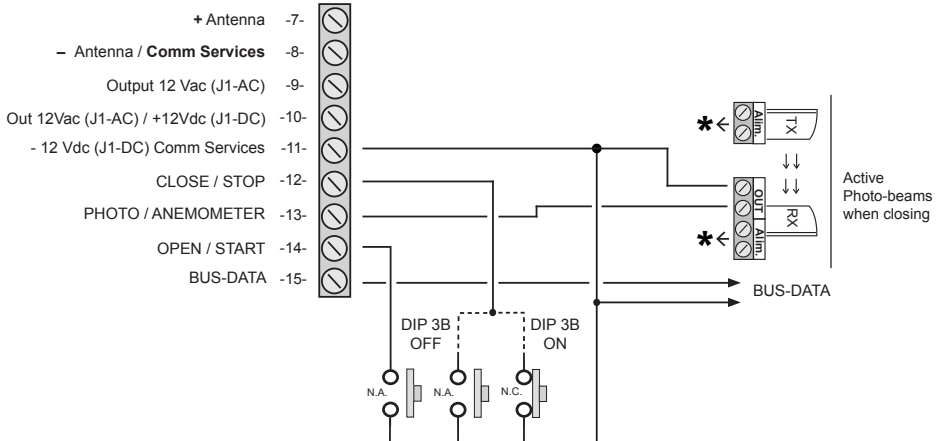 + Antenna -7-
– Antenna / Comm Services -8-
Output 12 Vac (J1-AC) -9-
Out 12Vac (J1-AC) / +12Vdc (J1-DC) -10-
- 12 Vdc (J1-DC) Comm Services -11-
CLOSE / STOP -12-
PHOTO / ANEMOMETER -13-
OPEN / START -14-
BUS-DATA -15-
* Alim. TX
OUT RX
* Alim.
Active
Photo-beams
when closing
BUS-DATA
DIP 3B
OFF
DIP 3B
ON
N.A. N.A. N.C.